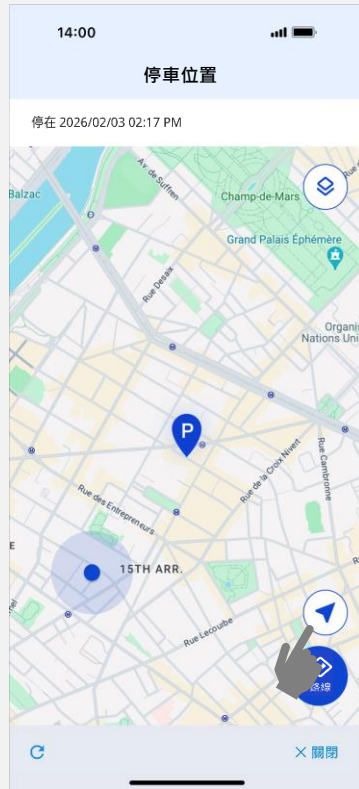 14:00
停車位置
停在 2026/02/03 02:17 PM
Av. de Suffren
Balzac
Champ-de-Mars
Grand Palais Éphémère
Rue Desaix
Organi
Nations Uni
P
Rue de la Croix Nivert
Rue Cambronne
Rue des Entrepreneurs
E
15TH ARR.
Rue Lecourbe
路線
關閉